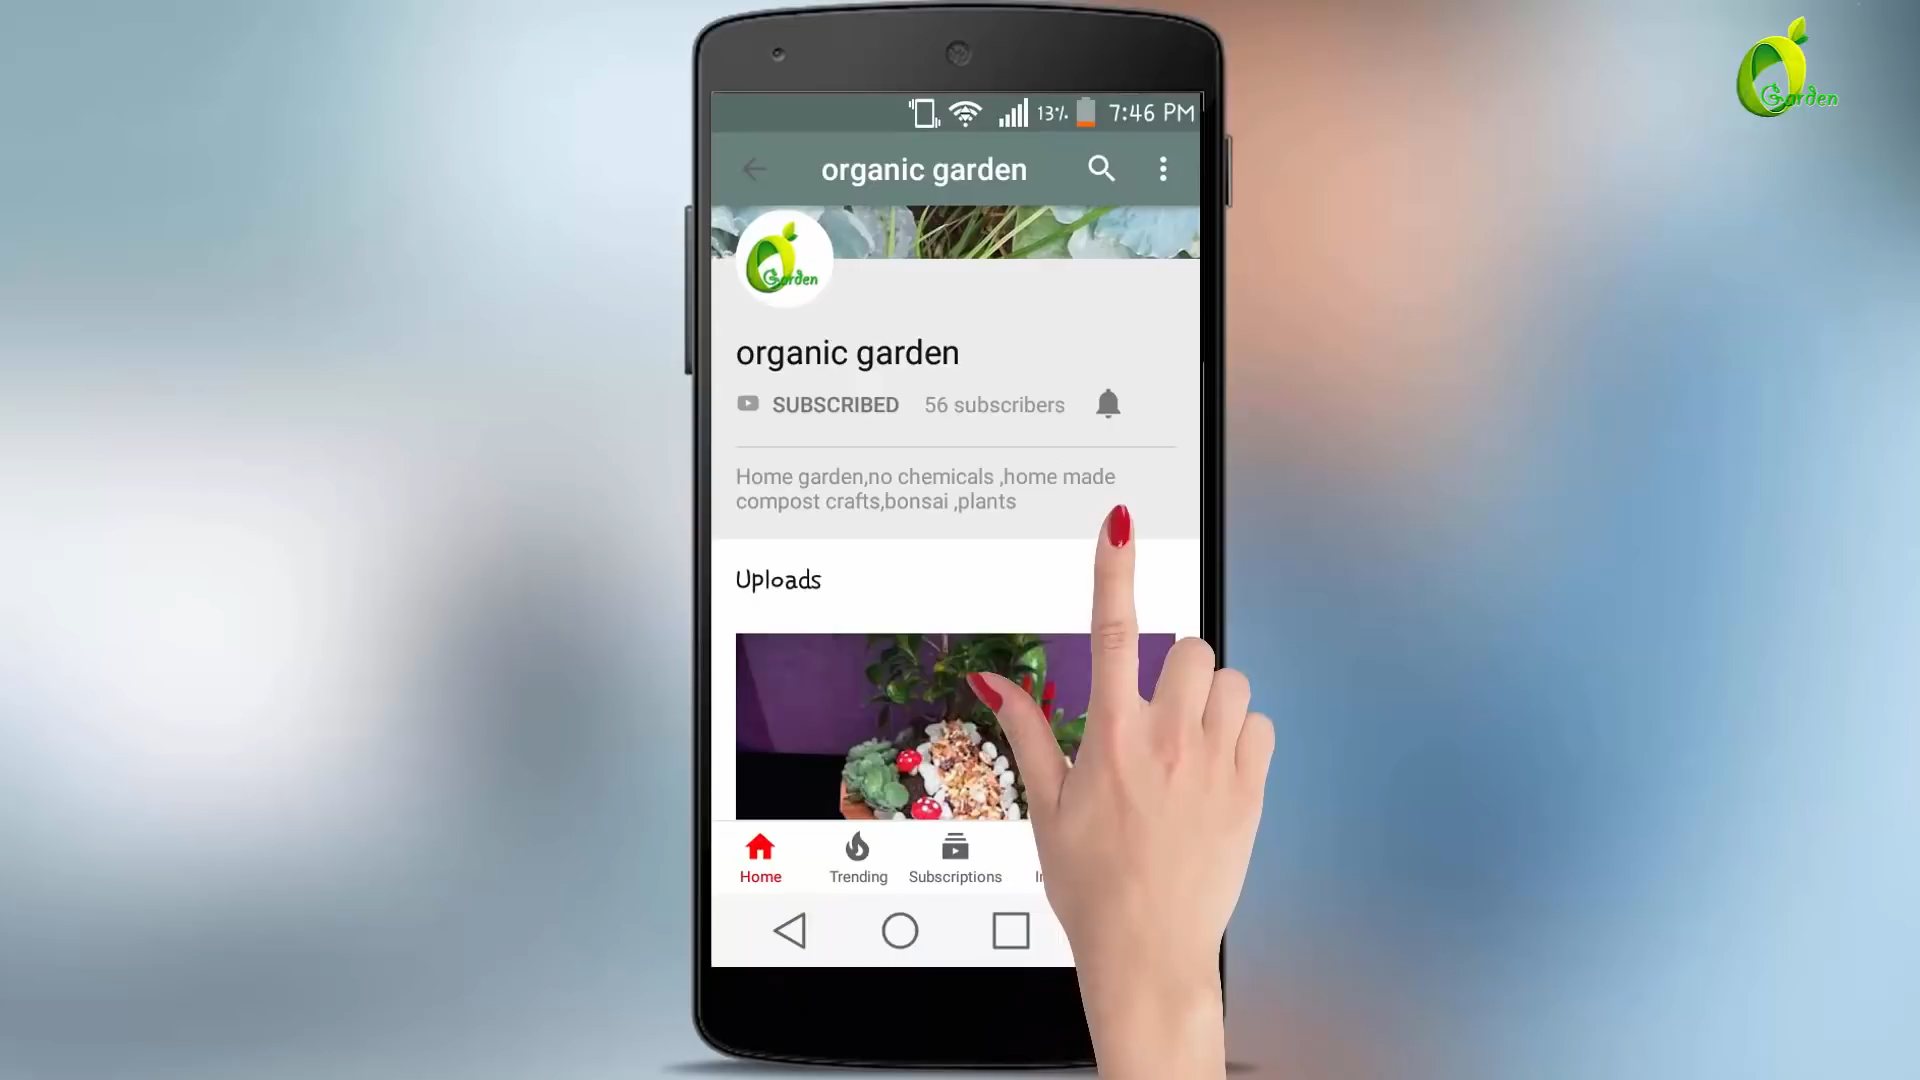 Garden
13% 7:46 PM
organic garden
Garden
organic garden
SUBSCRIBED 56 subscribers
Home garden,no chemicals ,home made
compost crafts,bonsai ,plants
Uploads
Home Trending Subscriptions